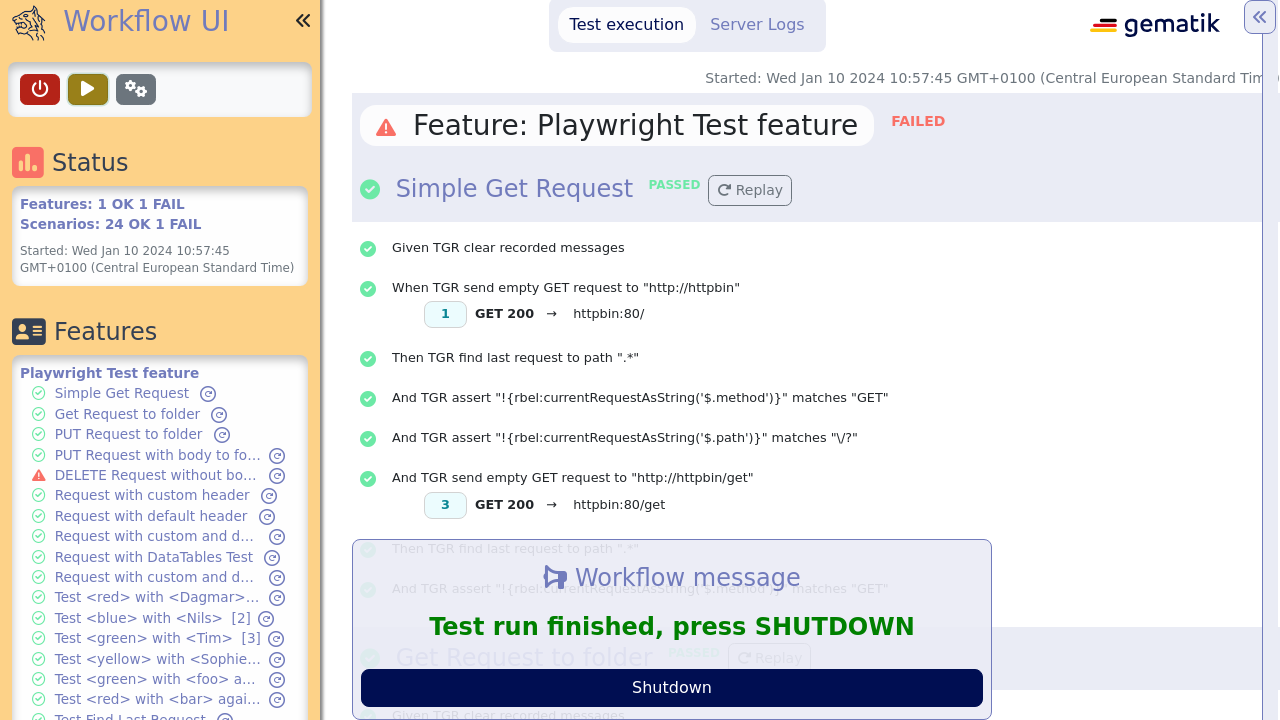 Workflow UI
Status
Features: 1 OK 1 FAIL
Scenarios: 24 OK 1 FAIL
Started: Wed Jan 10 2024 10:57:45
GMT+0100 (Central European Standard Time)
Features
Playwright Test feature
Simple Get Request
Get Request to folder
PUT Request to folder
PUT Request with body to fo...
DELETE Request without bo...
Request with custom header
Request with default header
Request with custom and d...
Request with DataTables Test
Request with custom and d...
Test <red> with <Dagmar>...
Test <blue> with <Nils> [2]
Test <green> with <Tim> [3]
Test <yellow> with <Sophie...
Test <green> with <foo> a...
Test <red> with <bar> agai...
Test Find Last Request
Test execution
Server Logs
gematik
Started: Wed Jan 10 2024 10:57:45 GMT+0100 (Central European Standard Tim
Feature: Playwright Test feature
FAILED
Simple Get Request PASSED Replay
Given TGR clear recorded messages
When TGR send empty GET request to "http://httpbin"
1 GET 200 → httpbin:80/
Then TGR find last request to path ".*"
And TGR assert "!{rbel:currentRequestAsString('$.method')}" matches "GET"
And TGR assert "!{rbel:currentRequestAsString('$.path')}" matches "\/?"
And TGR send empty GET request to "http://httpbin/get"
3 GET 200 → httpbin:80/get
Then TGR find last request to path ".*"
And TGR assert "!{rbel:currentRequestAsString('$.method')}" matches "GET"
Workflow message
Test run finished, press SHUTDOWN
Get Request to folder PASSED Replay
Shutdown
Given TGR clear recorded messages